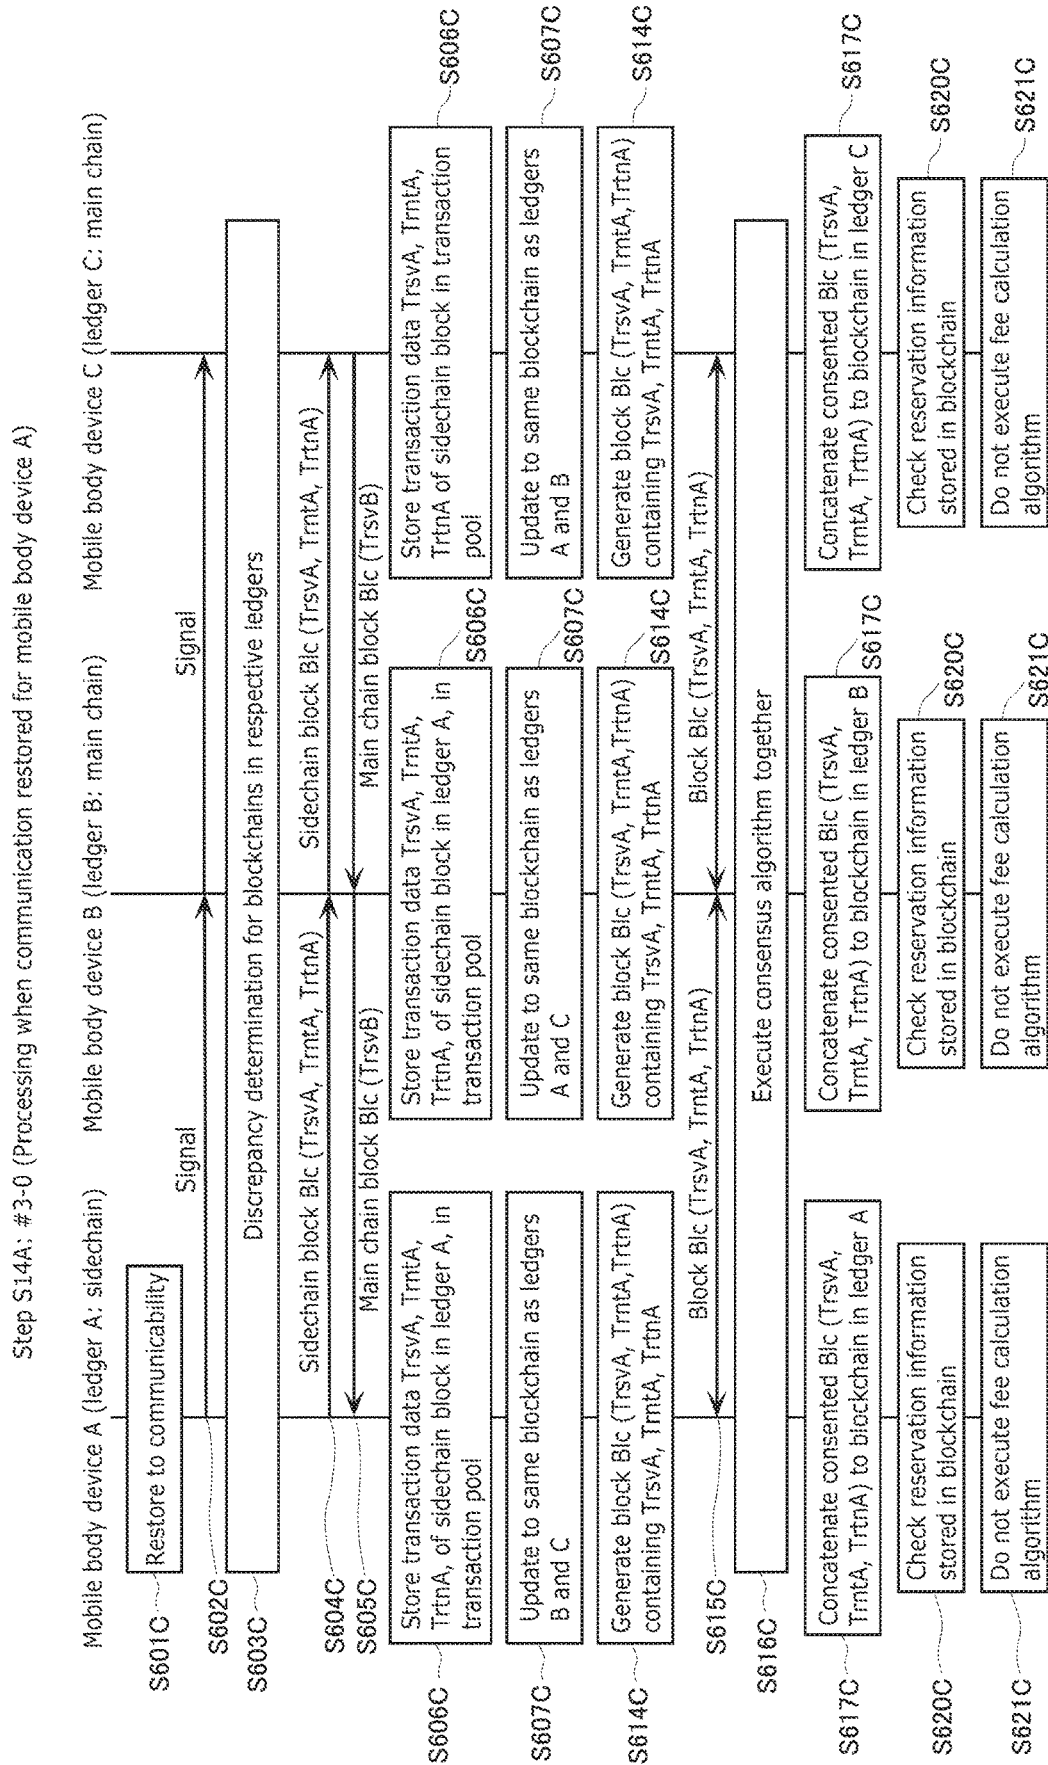 Step S14A: #3-0 (Processing when communication restored for mobile body device A)
Mobile body device A (ledger A: sidechain)
Mobile body device B (ledger B: main chain)
Mobile body device C (ledger C: main chain)
S601C
Restore to communicability
S602C
Signal
Signal
S603C
Discrepancy determination for blockchains in respective ledgers
S604C
Sidechain block Blc (TrsvA, TrntA, TrtnA)
Sidechain block Blc (TrsvA, TrntA, TrtnA)
S605C
Main chain block Blc (TrsvB)
Main chain block Blc (TrsvB)
S606C
Store transaction data TrsvA, TrntA,
TrtnA, of sidechain block in ledger A, in
transaction pool
Store transaction data TrsvA, TrntA,
TrtnA, of sidechain block in ledger A, in
transaction pool
S606C
Store transaction data TrsvA, TrntA,
TrtnA of sidechain block in transaction
pool
S606C
S607C
Update to same blockchain as ledgers
B and C
Update to same blockchain as ledgers
A and C
S607C
Update to same blockchain as ledgers
A and B
S607C
S614C
Generate block Blc (TrsvA, TrntA,TrtnA)
containing TrsvA, TrntA, TrtnA
Generate block Blc (TrsvA, TrntA,TrtnA)
containing TrsvA, TrntA, TrtnA
S614C
Generate block Blc (TrsvA, TrntA,TrtnA)
containing TrsvA, TrntA, TrtnA
S614C
S615C
Block Blc (TrsvA, TrntA, TrtnA)
Block Blc (TrsvA, TrntA, TrtnA)
S616C
Execute consensus algorithm together
S617C
Concatenate consented Blc (TrsvA,
TrntA, TrtnA) to blockchain in ledger A
Concatenate consented Blc (TrsvA,
TrntA, TrtnA) to blockchain in ledger B
S617C
Concatenate consented Blc (TrsvA,
TrntA, TrtnA) to blockchain in ledger C
S617C
S620C
Check reservation information
stored in blockchain
Check reservation information
stored in blockchain
S620C
Check reservation information
stored in blockchain
S620C
S621C
Do not execute fee calculation
algorithm
Do not execute fee calculation
algorithm
S621C
Do not execute fee calculation
algorithm
S621C